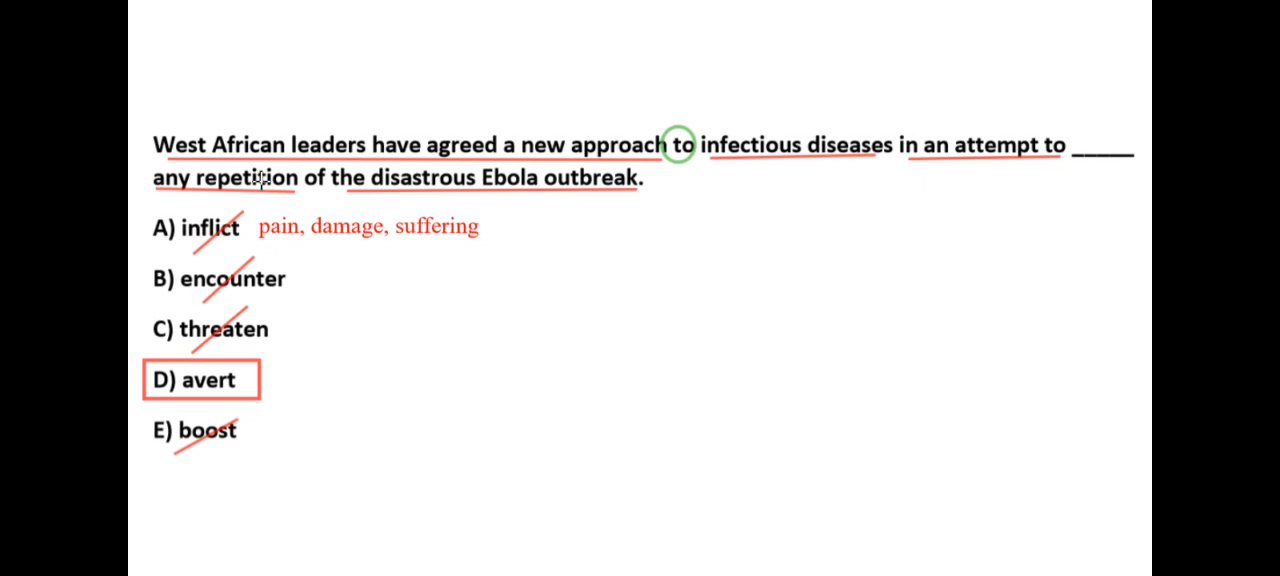 West African leaders have agreed a new approach to infectious diseases in an attempt to _____
any repetition of the disastrous Ebola outbreak.
A) inflict pain, damage, suffering
B) encounter
C) threaten
D) avert
E) boost